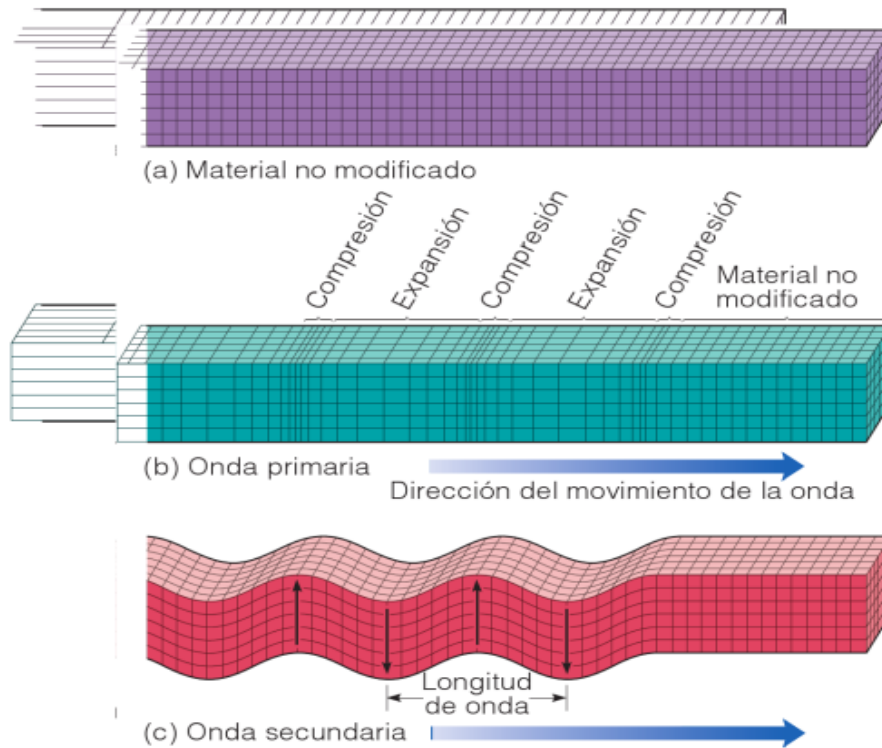 (a) Material no modificado
Compresión
Expansión
Compresión
Expansión
Compresión
Material no
modificado
(b) Onda primaria
Dirección del movimiento de la onda
Longitud
de onda
(c) Onda secundaria